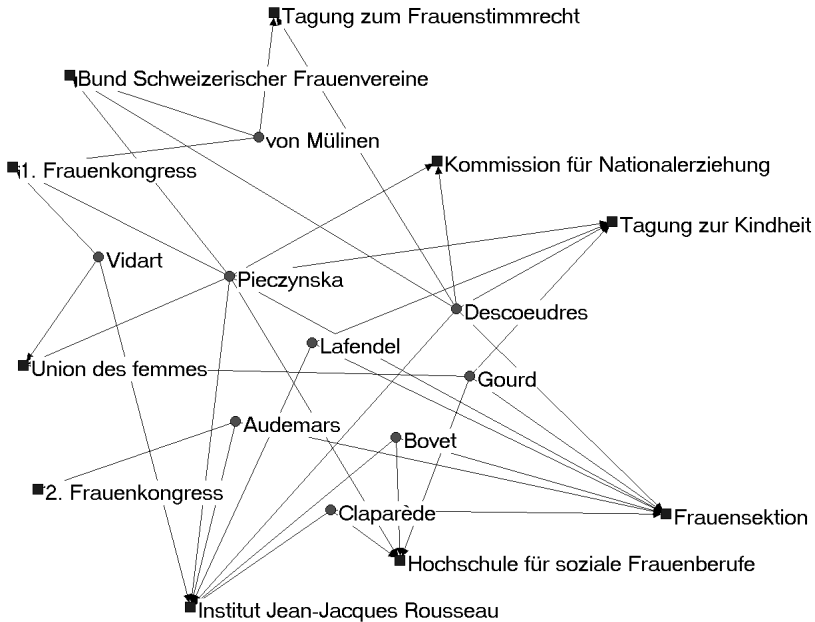 Tagung zum Frauenstimmrecht
Bund Schweizerischer Frauenvereine
von Mülinen
Kommission für Nationalerziehung
1. Frauenkongress
Tagung zur Kindheit
Vidart
Pieczynska
Descoeudres
Lafendel
Union des femmes
Gourd
Audemars
Bovet
2. Frauenkongress
Claparède
Frauensektion
Hochschule für soziale Frauenberufe
Institut Jean-Jacques Rousseau